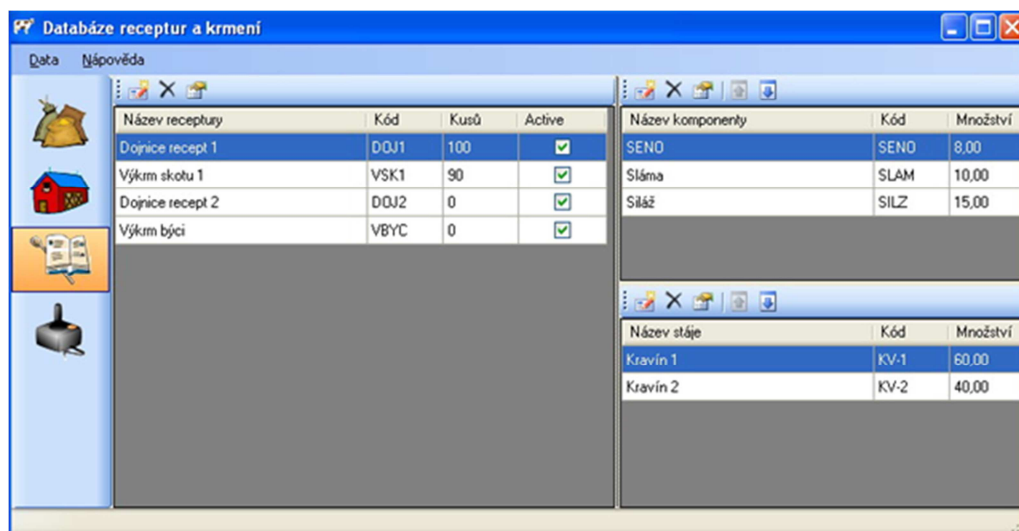 Databáze receptur a krmení
Data Nápověda
Název receptury Kód Kusů Active
Dojnice recept 1 DOJ1 100
Výkrm skotu 1 VSK1 90
Dojnice recept 2 DOJ2 0
Výkrm býci VBYC 0
Název komponenty Kód Množství
SENO SENO 8,00
Sláma SLAM 10,00
Siláž SILZ 15,00
Název stáje Kód Množství
Kravín 1 KV-1 60,00
Kravín 2 KV-2 40,00